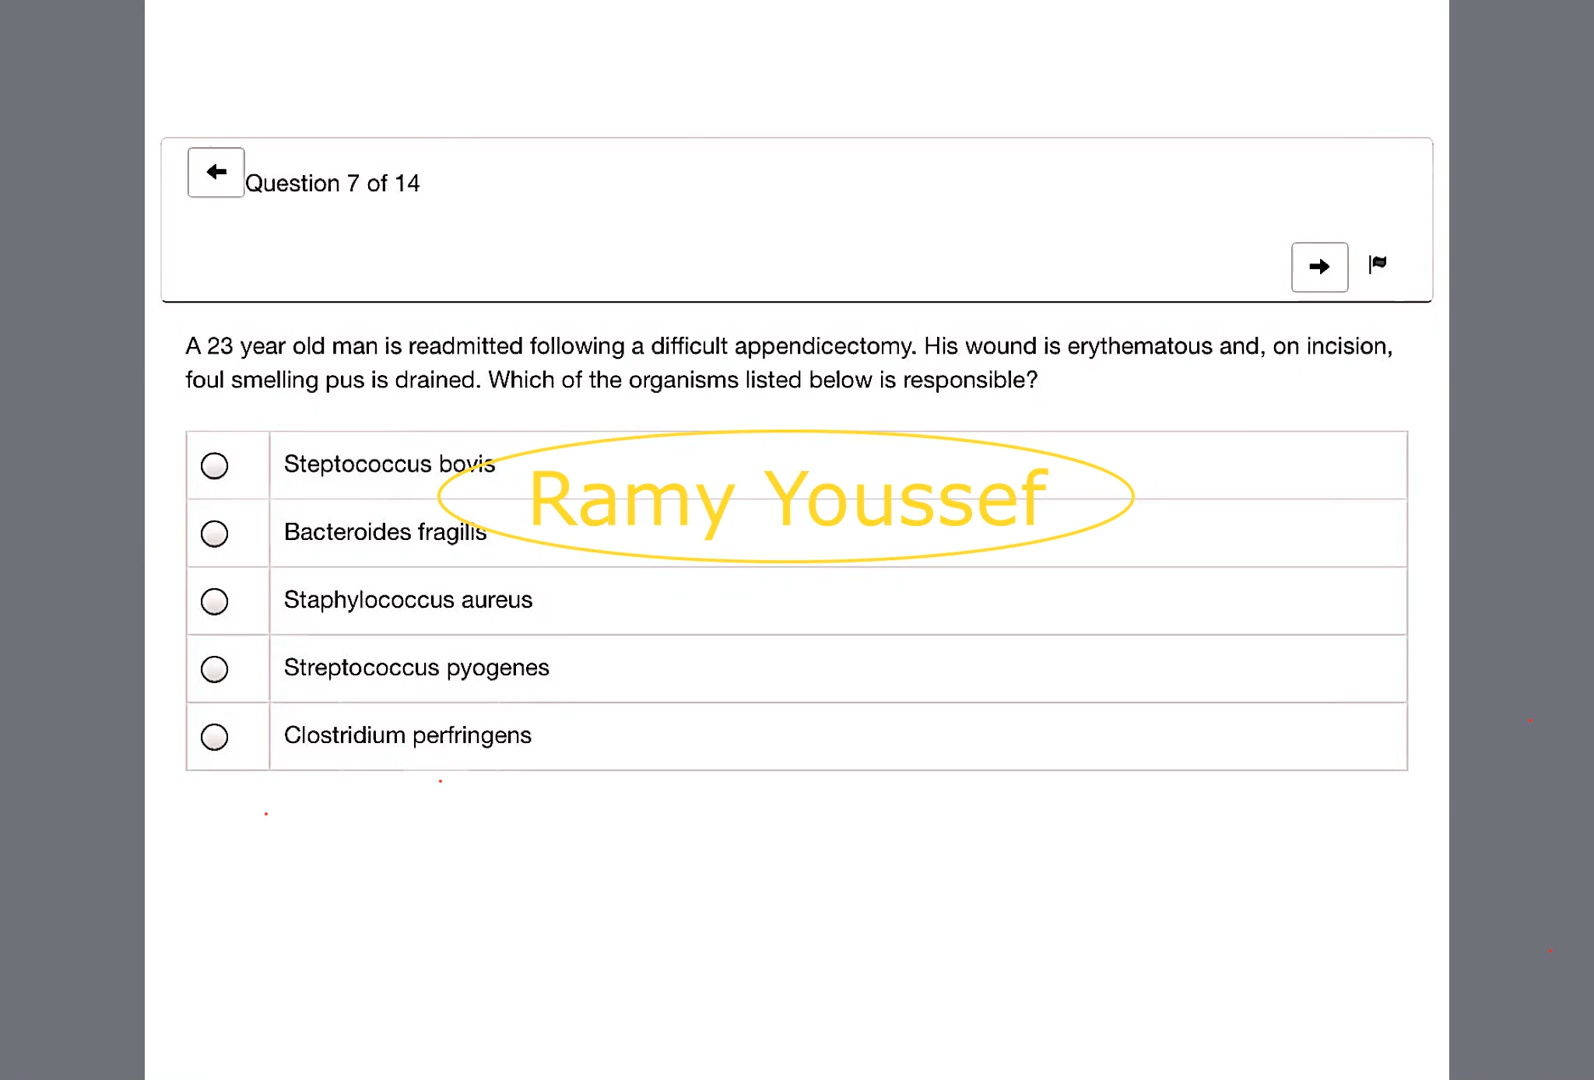 Question 7 of 14
A 23 year old man is readmitted following a difficult appendicectomy. His wound is erythematous and, on incision,
foul smelling pus is drained. Which of the organisms listed below is responsible?
Steptococcus bovis
Ramy Youssef
Bacteroides fragilis
Staphylococcus aureus
Streptococcus pyogenes
Clostridium perfringens